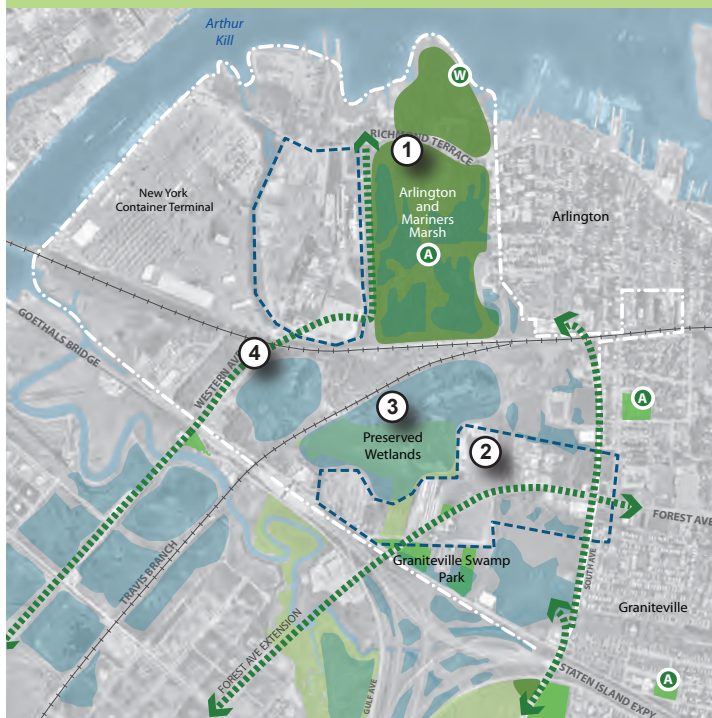 Arthur
Kill
W
RICHMOND TERRACE
1
New York
Container Terminal
Arlington
and
Mariners
Marsh
A
Arlington
GOETHALS BRIDGE
WESTERN AVE
4
3
Preserved
Wetlands
2
A
FOREST AVE
TRAVIS BRANCH
Graniteville Swamp
Park
SOUTH AVE
Graniteville
FOREST AVE EXTENSION
GULF AVE
STATEN ISLAND EXPY
A